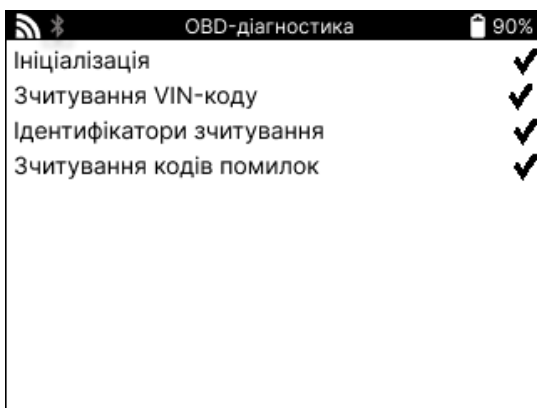 OBD-діагностика 90%
Ініціалізація
Зчитування VIN-коду
Ідентифікатори зчитування
Зчитування кодів помилок